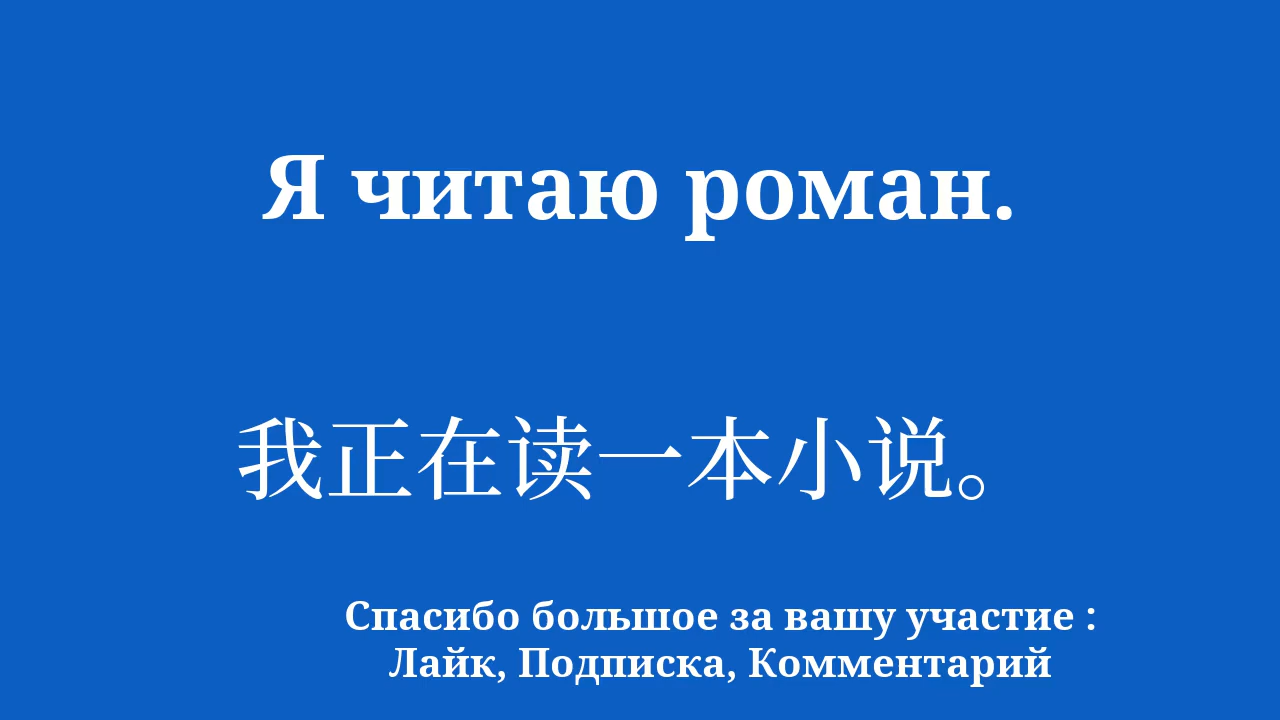 Я читаю роман.
我正在读一本小说。
Спасибо большое за вашу участие :
Лайк, Подписка, Комментарий